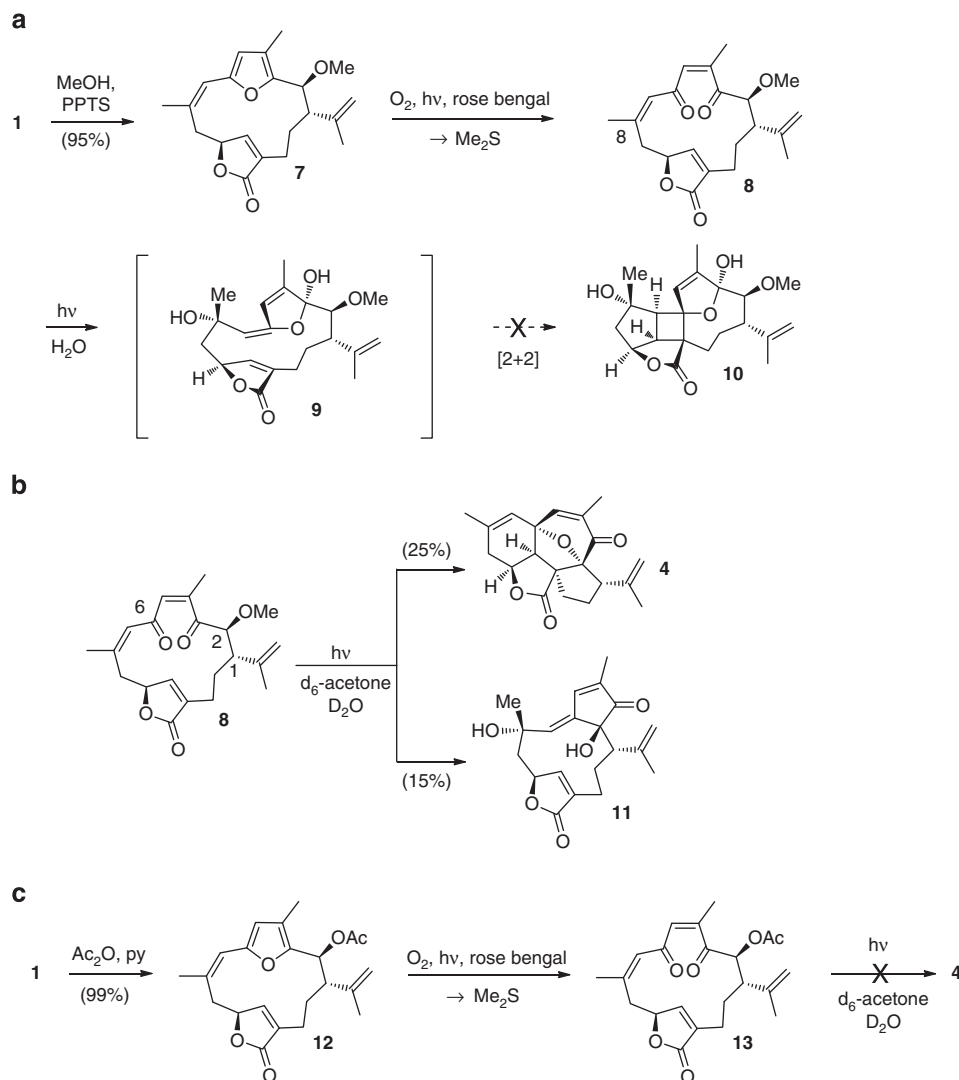 a
1
MeOH,
PPTS
(95%)
O
OMe
O
O
7
O₂, hν, rose bengal
→ Me₂S
O
O
OMe
8
O
O
8
hν
H₂O
Me
HO
OH
O
OMe
H
O
O
9
X
[2+2]
Me
HO
H
H
OH
O
OMe
H
O
O
10
b
6
O
O
OMe
2
1
O
O
8
hν
d₆-acetone
D₂O
(25%)
H
O
O
H
O
O
4
(15%)
Me
HO
O
HO
O
O
11
c
1
Ac₂O, py
(99%)
O
OAc
O
O
12
O₂, hν, rose bengal
→ Me₂S
O
O
OAc
O
O
13
hν
X
d₆-acetone
D₂O
4